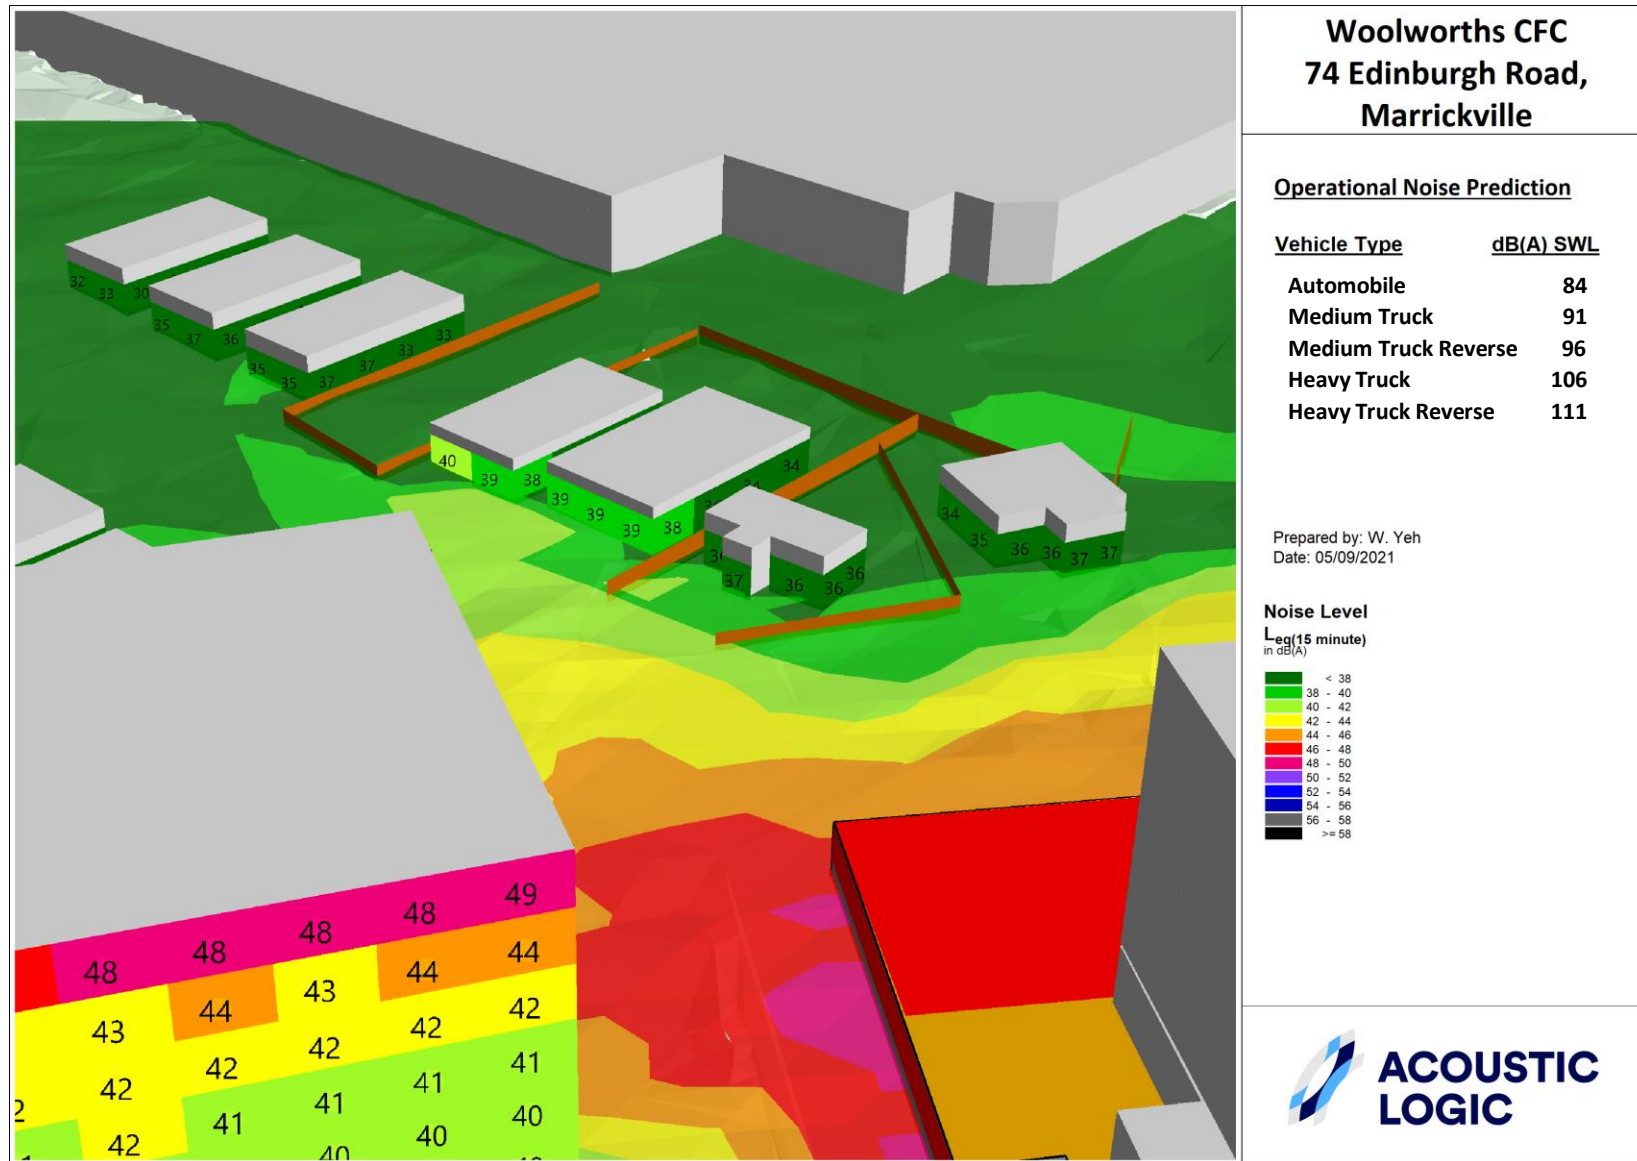 Woolworths CFC
74 Edinburgh Road,
Marrickville
Operational Noise Prediction
Vehicle Type dB(A) SWL
Automobile 84
Medium Truck 91
Medium Truck Reverse 96
Heavy Truck 106
Heavy Truck Reverse 111
Prepared by: W. Yeh
Date: 05/09/2021
Noise Level
Leq(15 minute)
in dB(A)
< 38
38 - 40
40 - 42
42 - 44
44 - 46
46 - 48
48 - 50
50 - 52
52 - 54
54 - 56
56 - 58
>= 58
ACOUSTIC
LOGIC
32 33 30
35 37 36
35 35 37 37 33 33
40 39 38
39 39 39 38 34
37 36 36 36
34 35 36 36 37 37
48 48 48 48 49
43 44 43 44 44
42 42 42 42 42
42 41 41 41 41
40 40 40